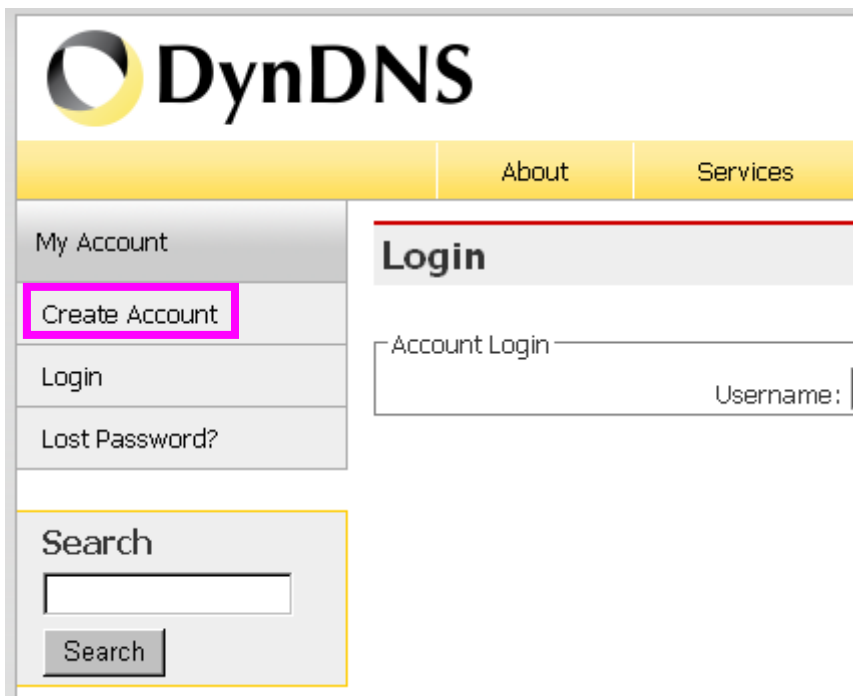 DynDNS
About Services
My Account
Create Account
Login
Lost Password?
Login
Account Login
Username:
Search
Search